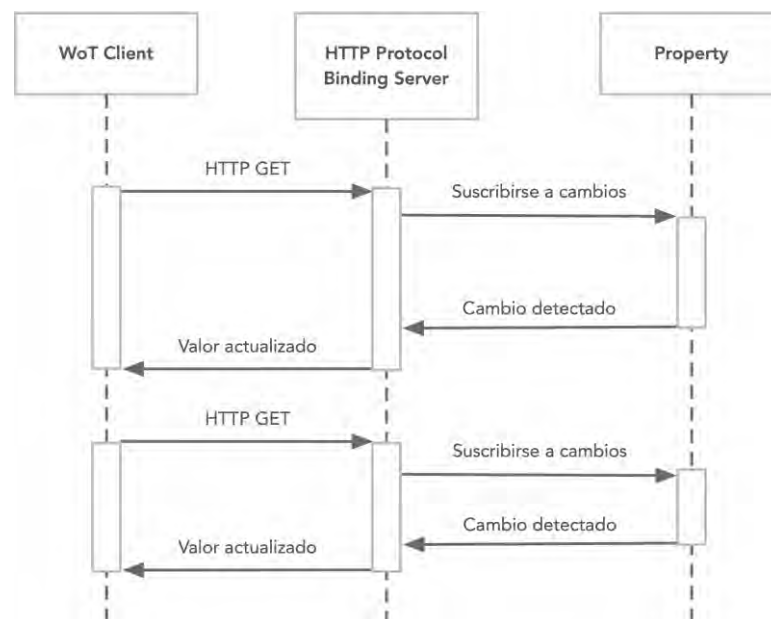 WoT Client
HTTP Protocol
Binding Server
Property
HTTP GET
Suscribirse a cambios
Cambio detectado
Valor actualizado
HTTP GET
Suscribirse a cambios
Cambio detectado
Valor actualizado